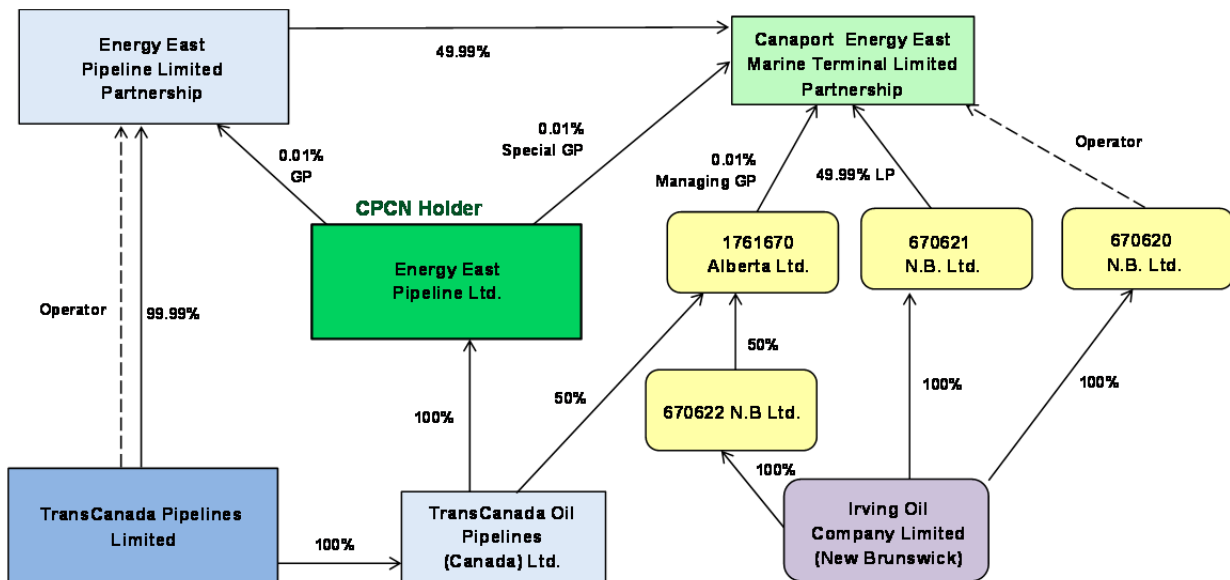 Energy East
Pipeline Limited
Partnership
49.99%
Canaport Energy East
Marine Terminal Limited
Partnership
0.01%
GP
0.01%
Special GP
0.01%
Managing GP
49.99% LP
Operator
CPCN Holder
Energy East
Pipeline Ltd.
1761670
Alberta Ltd.
670621
N.B. Ltd.
670620
N.B. Ltd.
Operator
99.99%
100%
50%
50%
670622 N.B Ltd.
100%
100%
100%
TransCanada Pipelines
Limited
100%
TransCanada Oil
Pipelines
(Canada) Ltd.
Irving Oil
Company Limited
(New Brunswick)